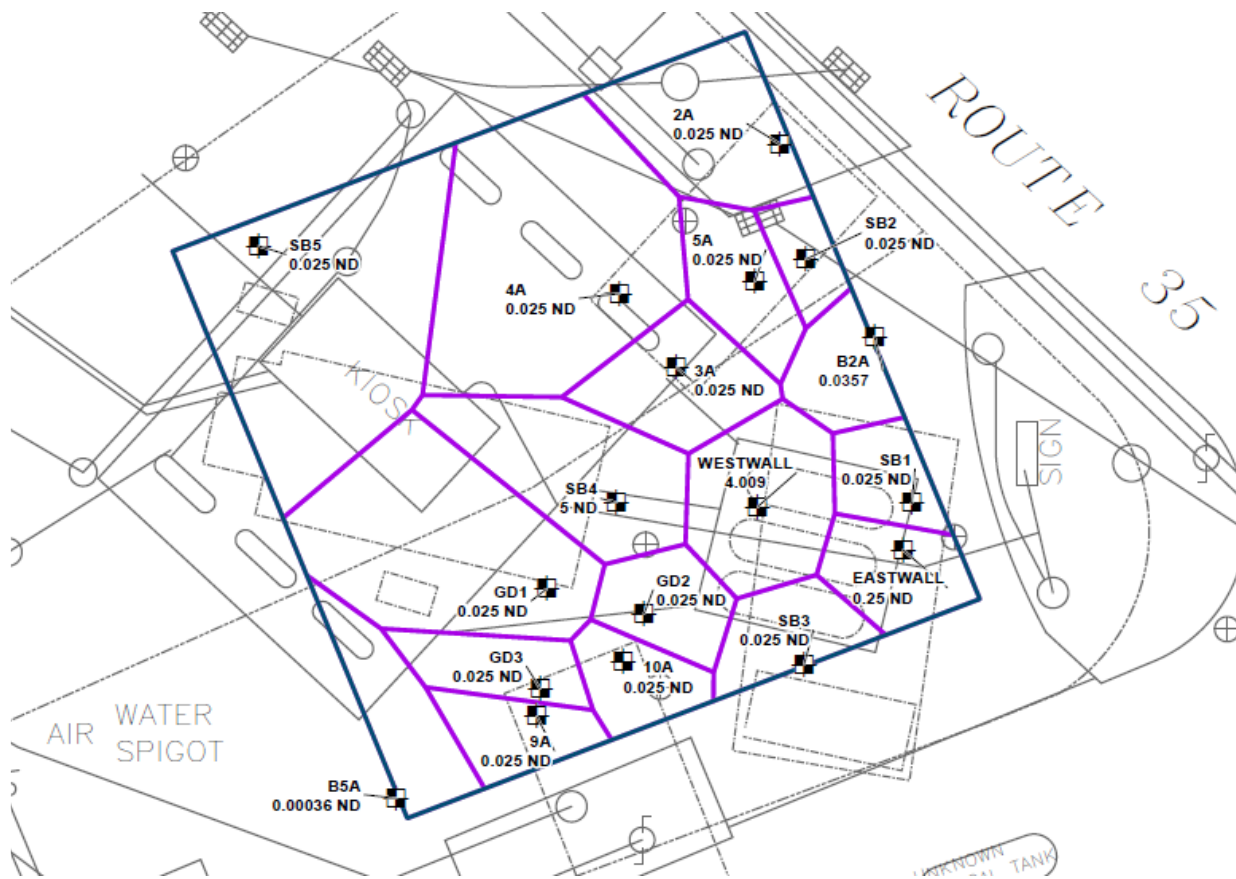 ROUTE
35
2A
0.025 ND
SB2
0.025 ND
5A
0.025 ND
SB5
0.025 ND
4A
0.025 ND
B2A
0.0357
3A
0.025 ND
KIOSK
SIGN
WESTWALL
4.009
SB1
0.025 ND
SB4
5 ND
EASTWALL
0.25 ND
GD1
0.025 ND
GD2
0.025 ND
SB3
0.025 ND
GD3
0.025 ND
10A
0.025 ND
AIR
WATER
SPIGOT
9A
0.025 ND
B5A
0.00036 ND
UNKNOWN
TANK